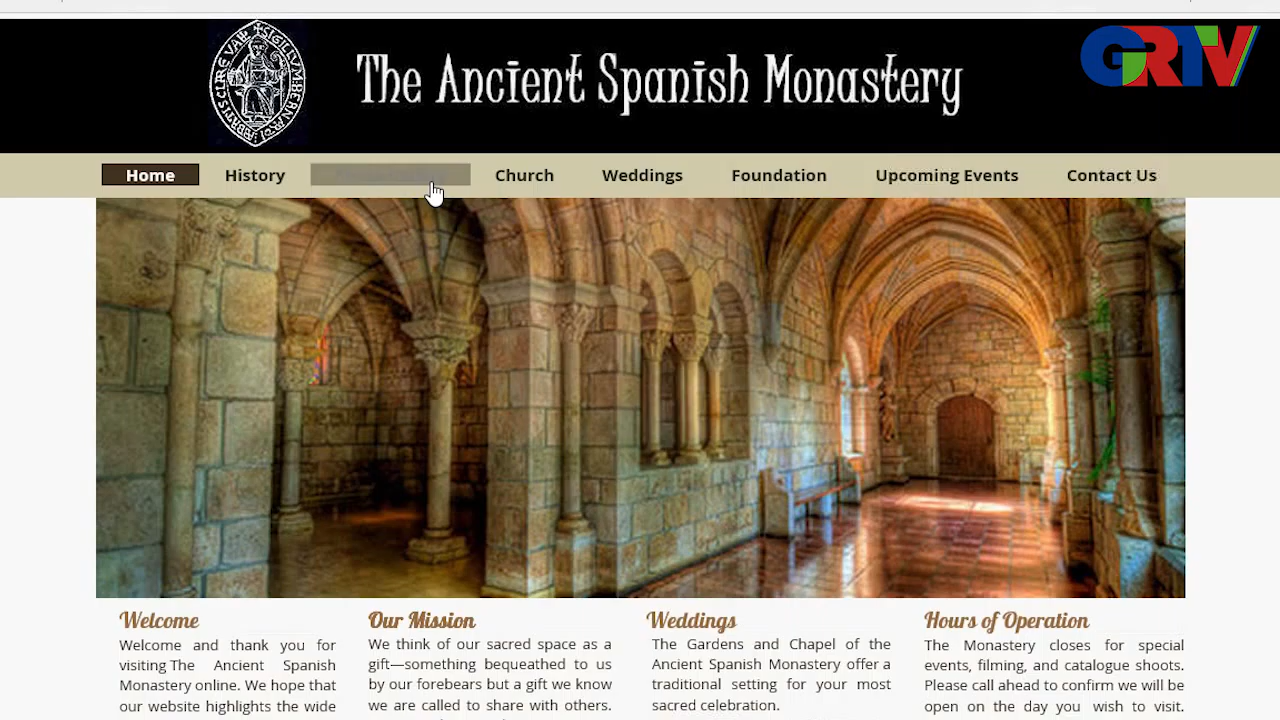 The Ancient Spanish Monastery
GRTV
Home History Church Weddings Foundation Upcoming Events Contact Us
Welcome
Welcome and thank you for
visiting The Ancient Spanish
Monastery online. We hope that
our website highlights the wide
Our Mission
We think of our sacred space as a
gift—something bequeathed to us
by our forebears but a gift we know
we are called to share with others.
Weddings
The Gardens and Chapel of the
Ancient Spanish Monastery offer a
traditional setting for your most
sacred celebration.
Hours of Operation
The Monastery closes for special
events, filming, and catalogue shoots.
Please call ahead to confirm we will be
open on the day you wish to visit.